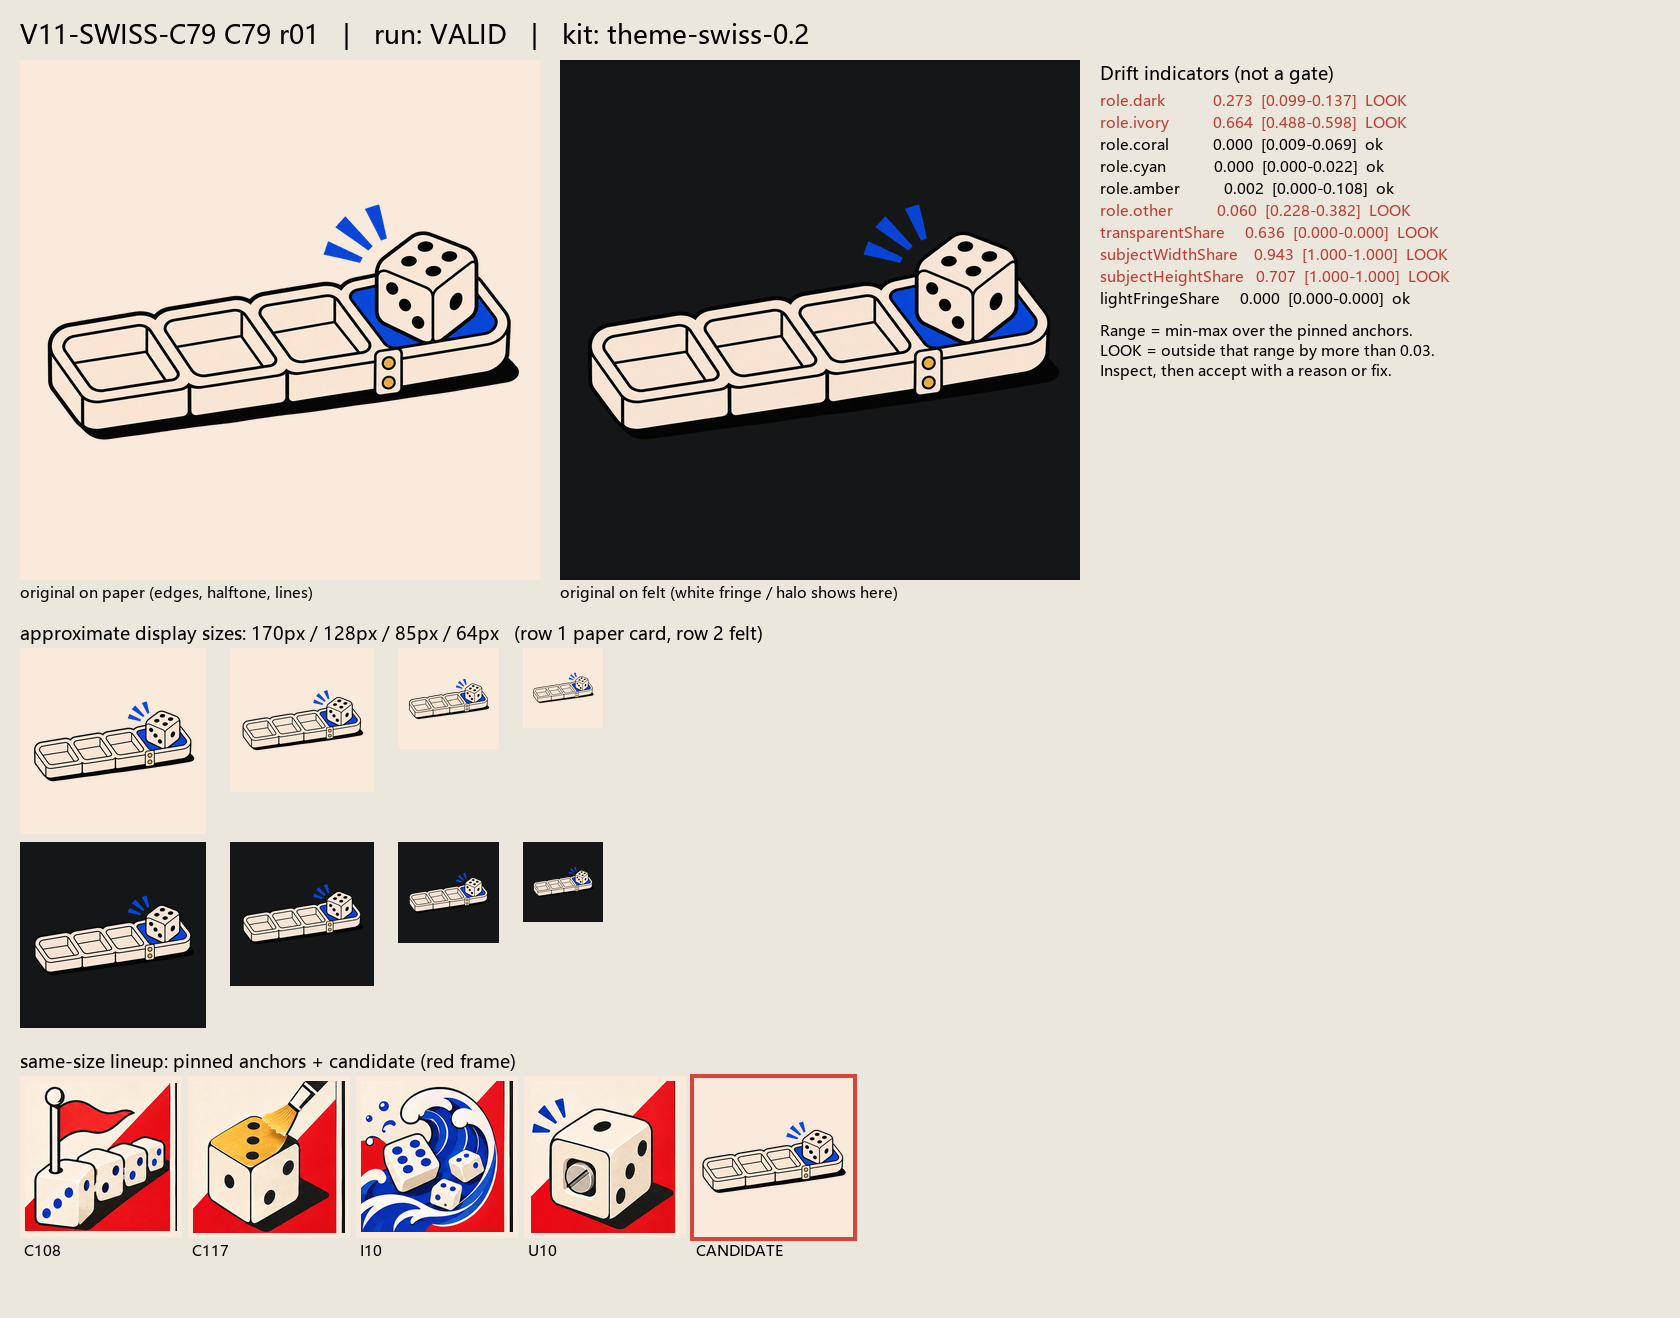 V11-SWISS-C79 C79 r01 | run: VALID | kit: theme-swiss-0.2
Drift indicators (not a gate)
role.dark 0.273 [0.099-0.137] LOOK
role.ivory 0.664 [0.488-0.598] LOOK
role.coral 0.000 [0.009-0.069] ok
role.cyan 0.000 [0.000-0.022] ok
role.amber 0.002 [0.000-0.108] ok
role.other 0.060 [0.228-0.382] LOOK
transparentShare 0.636 [0.000-0.000] LOOK
subjectWidthShare 0.943 [1.000-1.000] LOOK
subjectHeightShare 0.707 [1.000-1.000] LOOK
lightFringeShare 0.000 [0.000-0.000] ok
Range = min-max over the pinned anchors.
LOOK = outside that range by more than 0.03.
Inspect, then accept with a reason or fix.
original on paper (edges, halftone, lines)
original on felt (white fringe / halo shows here)
approximate display sizes: 170px / 128px / 85px / 64px (row 1 paper card, row 2 felt)
same-size lineup: pinned anchors + candidate (red frame)
C108
C117
I10
U10
CANDIDATE